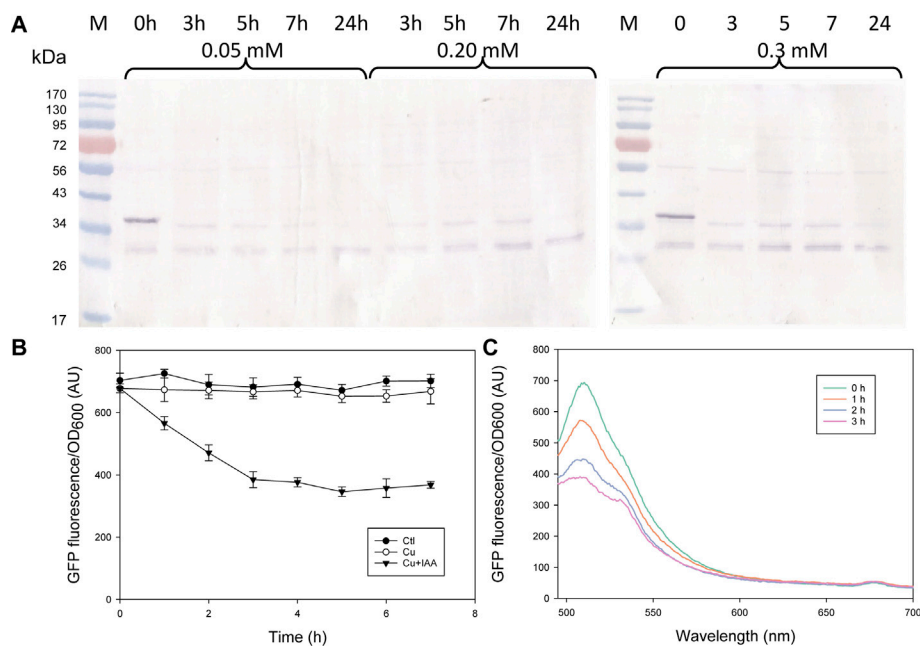 A M 0h 3h 5h 7h 24h 3h 5h 7h 24h M 0 3 5 7 24
kDa 0.05 mM 0.20 mM 0.3 mM
170
130
95
72
56
43
34
26
17
B
800
600
400
200
0
0 2 4 6 8
GFP fluorescence/OD600 (AU)
Time (h)
Ctl
Cu
Cu+IAA
C
800
700
600
500
400
300
200
100
0
500 550 600 650 700
GFP fluorescence/OD600 (AU)
Wavelength (nm)
0 h
1 h
2 h
3 h